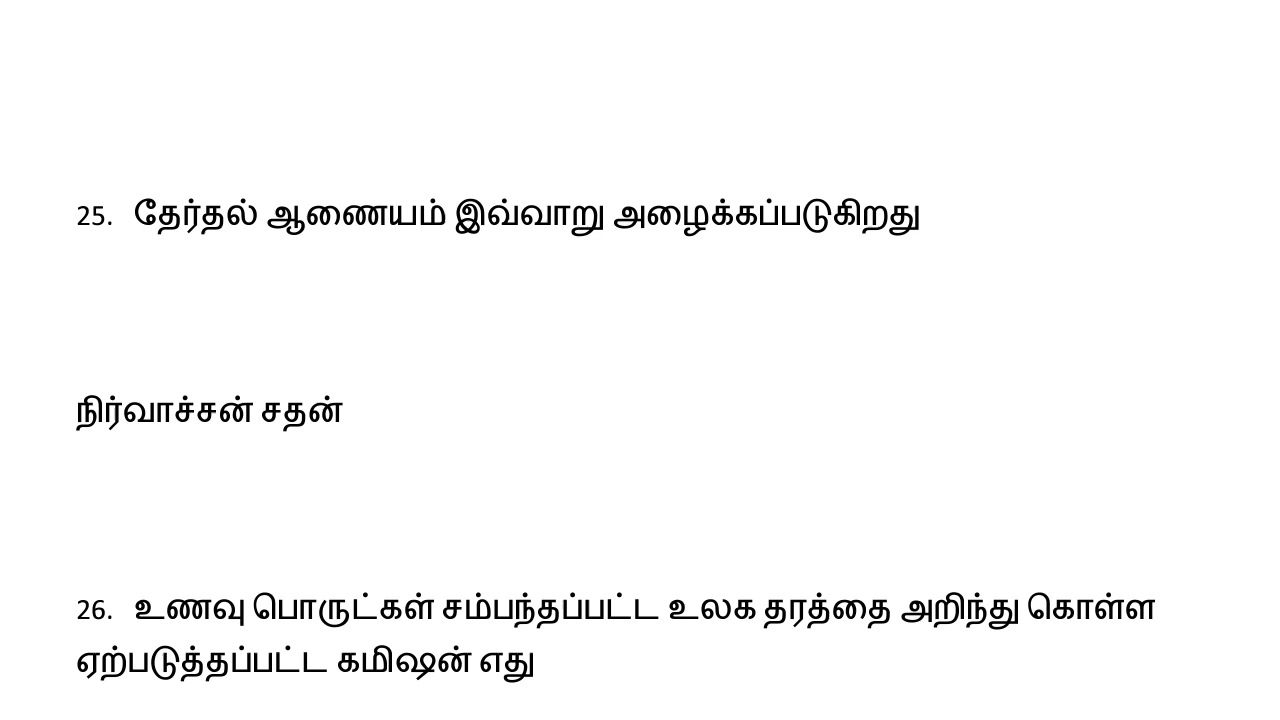 25. தேர்தல் ஆணையம் இவ்வாறு அழைக்கப்படுகிறது
நிர்வாச்சன் சதன்
26. உணவு பொருட்கள் சம்பந்தப்பட்ட உலக தரத்தை அறிந்து கொள்ள
ஏற்படுத்தப்பட்ட கமிஷன் எது